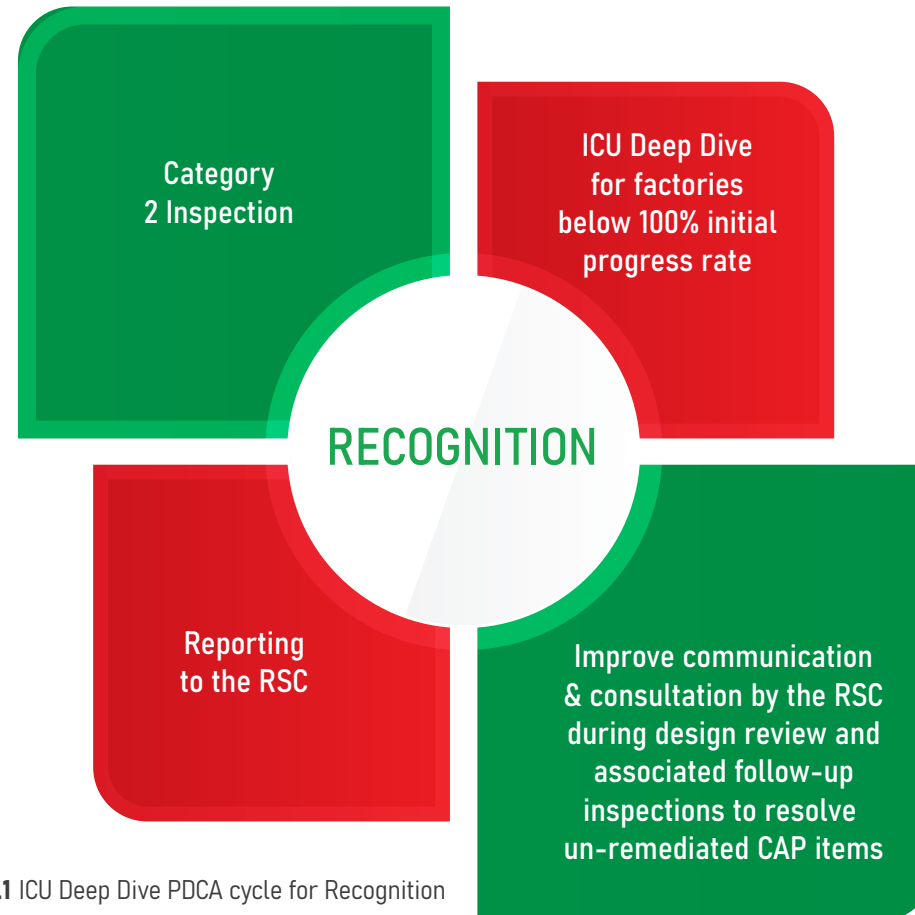 Category
2 Inspection
ICU Deep Dive
for factories
below 100% initial
progress rate
RECOGNITION
Reporting
to the RSC
Improve communication
& consultation by the RSC
during design review and
associated follow-up
inspections to resolve
un-remediated CAP items
.1 ICU Deep Dive PDCA cycle for Recognition